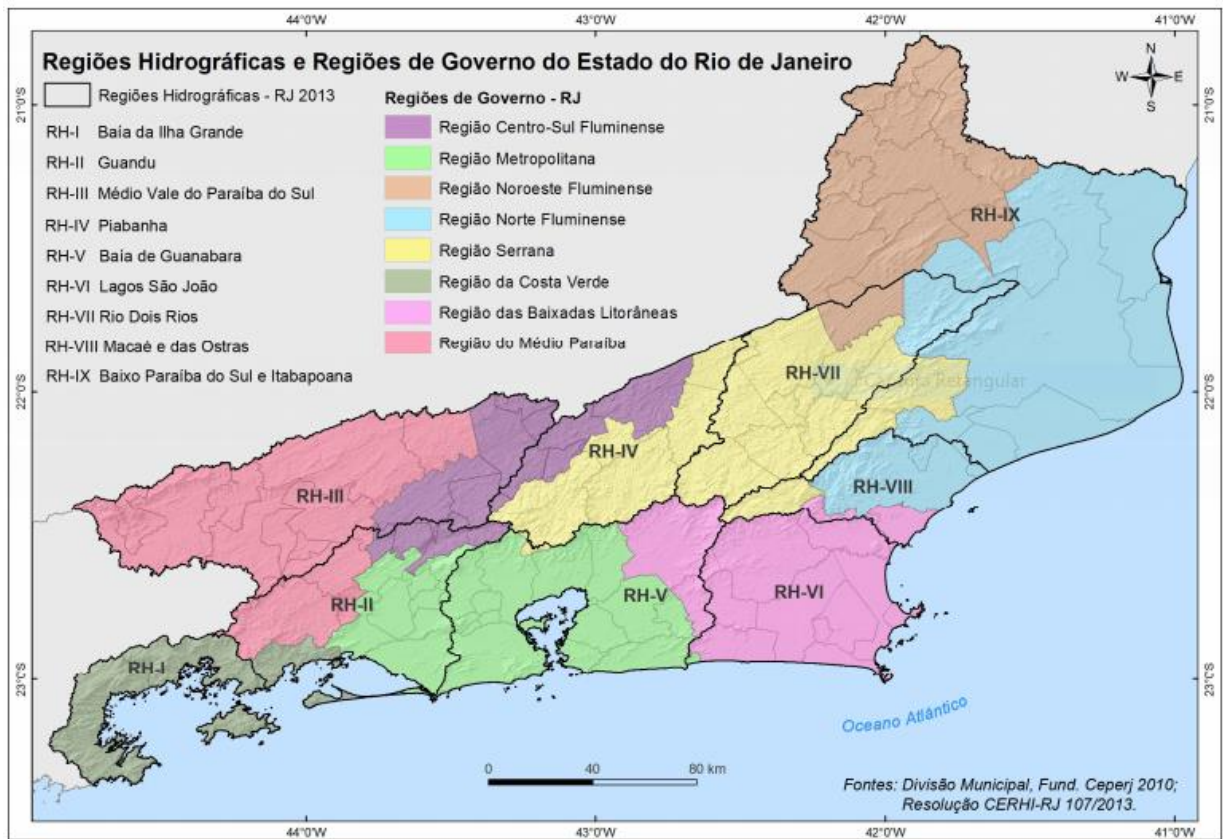 44°0'W 43°0'W 42°0'W 41°0'W
Regiões Hidrográficas e Regiões de Governo do Estado do Rio de Janeiro
Regiões Hidrográficas - RJ 2013
RH-I Baía da Ilha Grande
RH-II Guandu
RH-III Médio Vale do Paraíba do Sul
RH-IV Piabanha
RH-V Baía de Guanabara
RH-VI Lagos São João
RH-VII Rio Dois Rios
RH-VIII Macaé e das Ostras
RH-IX Baixo Paraíba do Sul e Itabapoana
Regiões de Governo - RJ
Região Centro-Sul Fluminense
Região Metropolitana
Região Noroeste Fluminense
Região Norte Fluminense
Região Serrana
Região da Costa Verde
Região das Baixadas Litorâneas
Região do Médio Paraíba
N
W E
S
21°0'S 21°0'S
RH-IX
RH-VII
Retangular
22°0'S 22°0'S
RH-IV
RH-III
RH-VIII
RH-II
RH-V
RH-VI
RH-I
23°0'S 23°0'S
Oceano Atlântico
0 40 80 km
Fontes: Divisão Municipal, Fund. Ceperj 2010;
Resolução CERHI-RJ 107/2013.
44°0'W 43°0'W 42°0'W 41°0'W